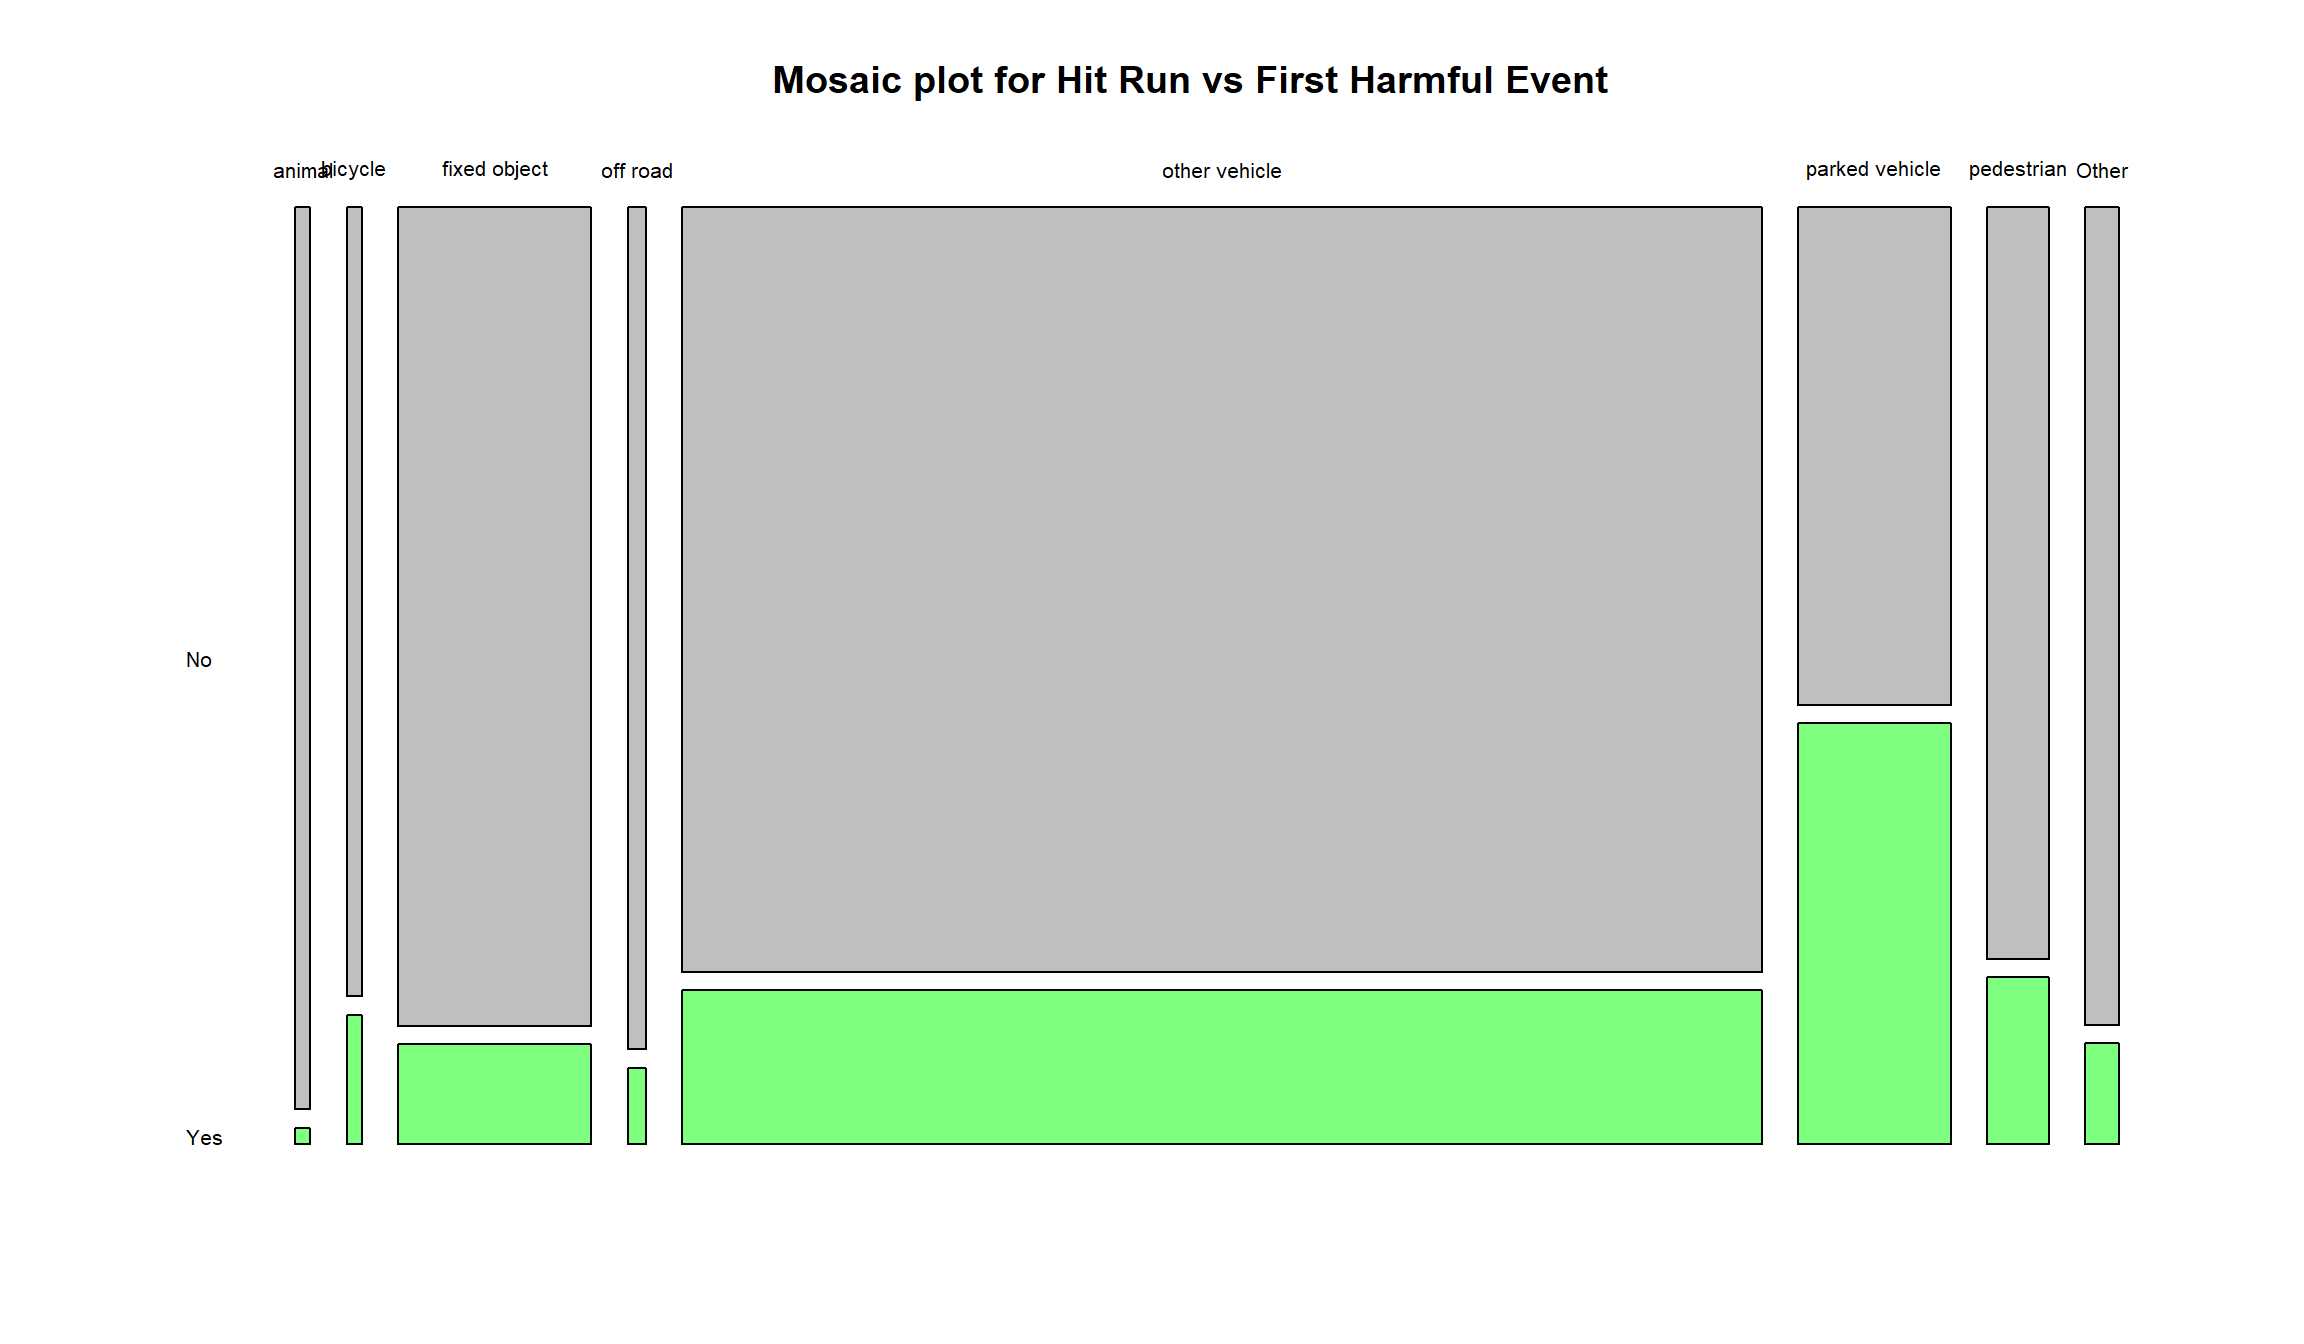 Mosaic plot for Hit Run vs First Harmful Event
animal
bicycle
fixed object
off road
other vehicle
parked vehicle
pedestrian
Other
No
Yes